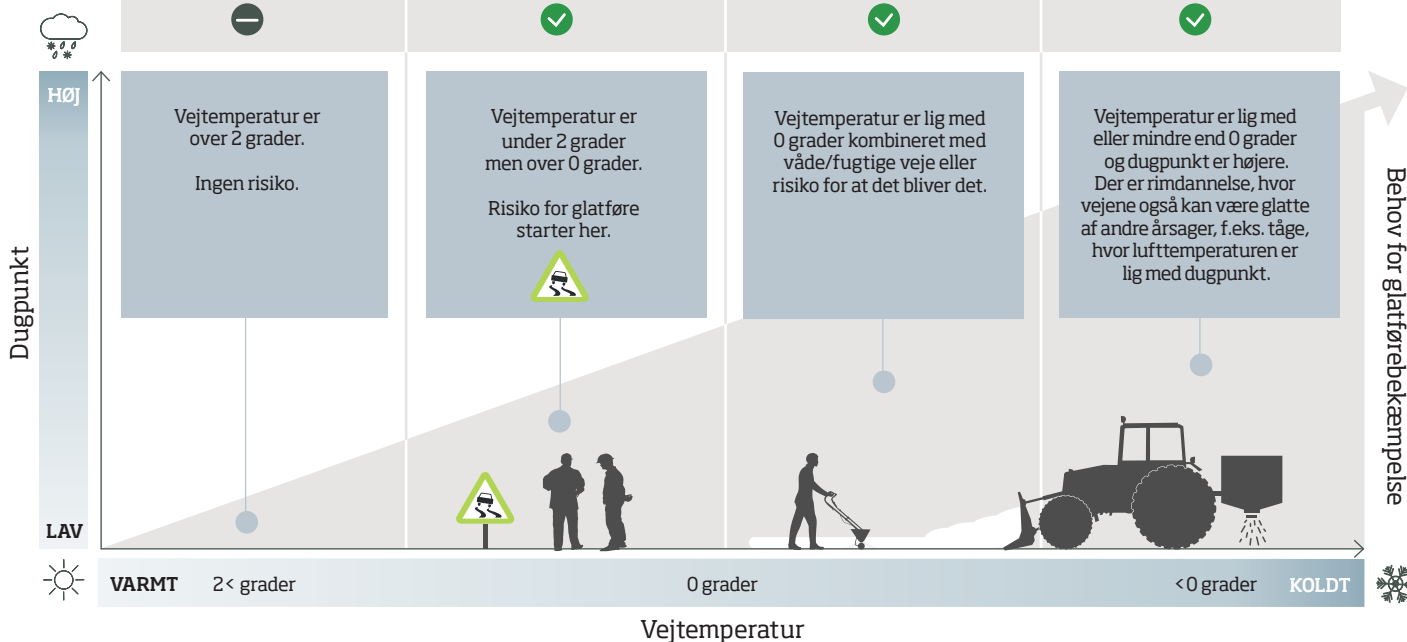 HØJ
Dugpunkt
LAV
Vejtemperatur er
over 2 grader.
Ingen risiko.
Vejtemperatur er
under 2 grader
men over 0 grader.
Risiko for glatføre
starter her.
Vejtemperatur er lig med
0 grader kombineret med
våde/fugtige veje eller
risiko for at det bliver det.
Vejtemperatur er lig med
eller mindre end 0 grader
og dugpunkt er højere.
Der er rimdannelse, hvor
vejene også kan være glatte
af andre årsager, f.eks. tåge,
hvor lufttemperaturen er
lig med dugpunkt.
Behov for glatførebekæmpelse
VARMT 2< grader 0 grader <0 grader KOLDT
Vejtemperatur